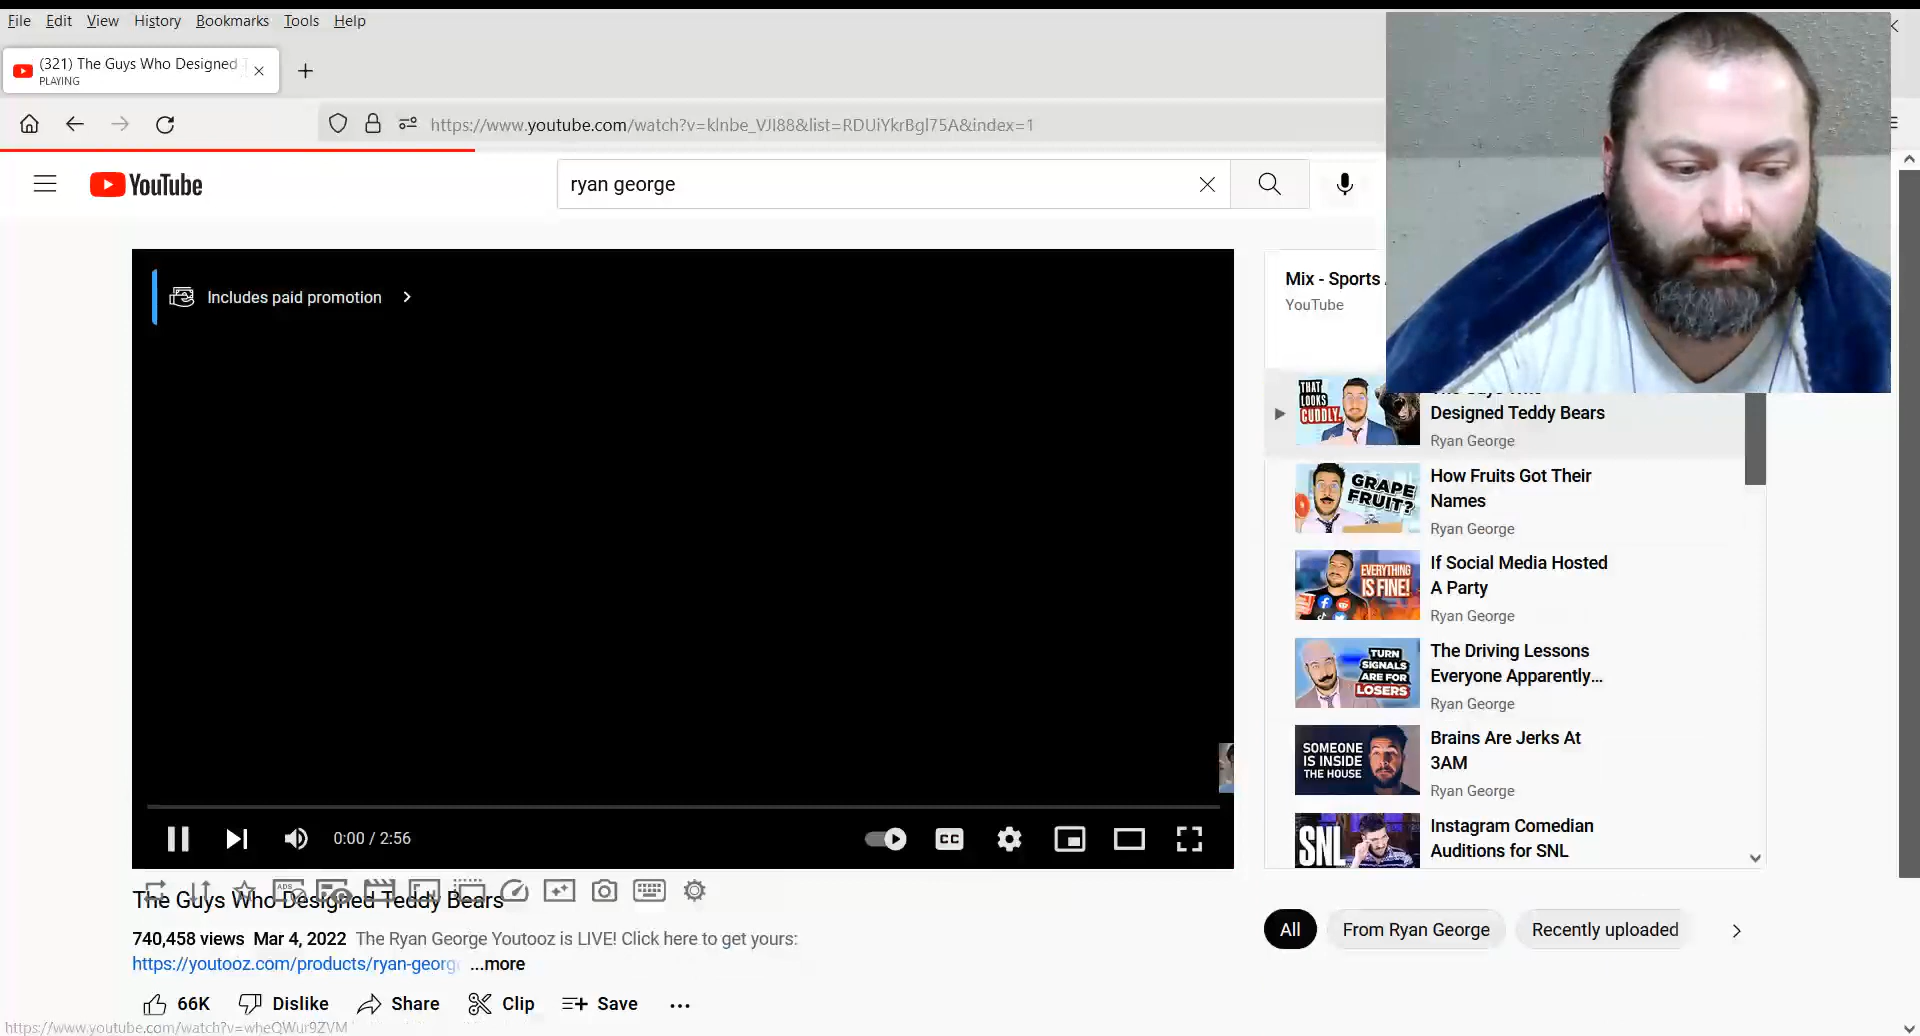 File Edit View History Bookmarks Tools Help
(321) The Guys Who Designed
PLAYING
https://www.youtube.com/watch?v=klnbe_VJI88&list=RDUiYkrBgl75A&index=1
YouTube
ryan george
Includes paid promotion
0:00 / 2:56
CC
The Guys Who Designed Teddy Bears
740,458 views Mar 4, 2022 The Ryan George Youtooz is LIVE! Click here to get yours:
https://youtooz.com/products/ryan-georg ...more
66K Dislike Share Clip Save
https://www.youtube.com/watch?v=wheQWur9ZVM
Mix - Sports
YouTube
THAT
LOOKS
CUDDLY.
The Guys Who
Designed Teddy Bears
Ryan George
GRAPE
FRUIT?
How Fruits Got Their
Names
Ryan George
EVERYTHING
IS FINE!
If Social Media Hosted
A Party
Ryan George
TURN
SIGNALS
ARE FOR
LOSERS
The Driving Lessons
Everyone Apparently...
Ryan George
SOMEONE
IS INSIDE
THE HOUSE
Brains Are Jerks At
3AM
Ryan George
SNL
Instagram Comedian
Auditions for SNL
All From Ryan George Recently uploaded